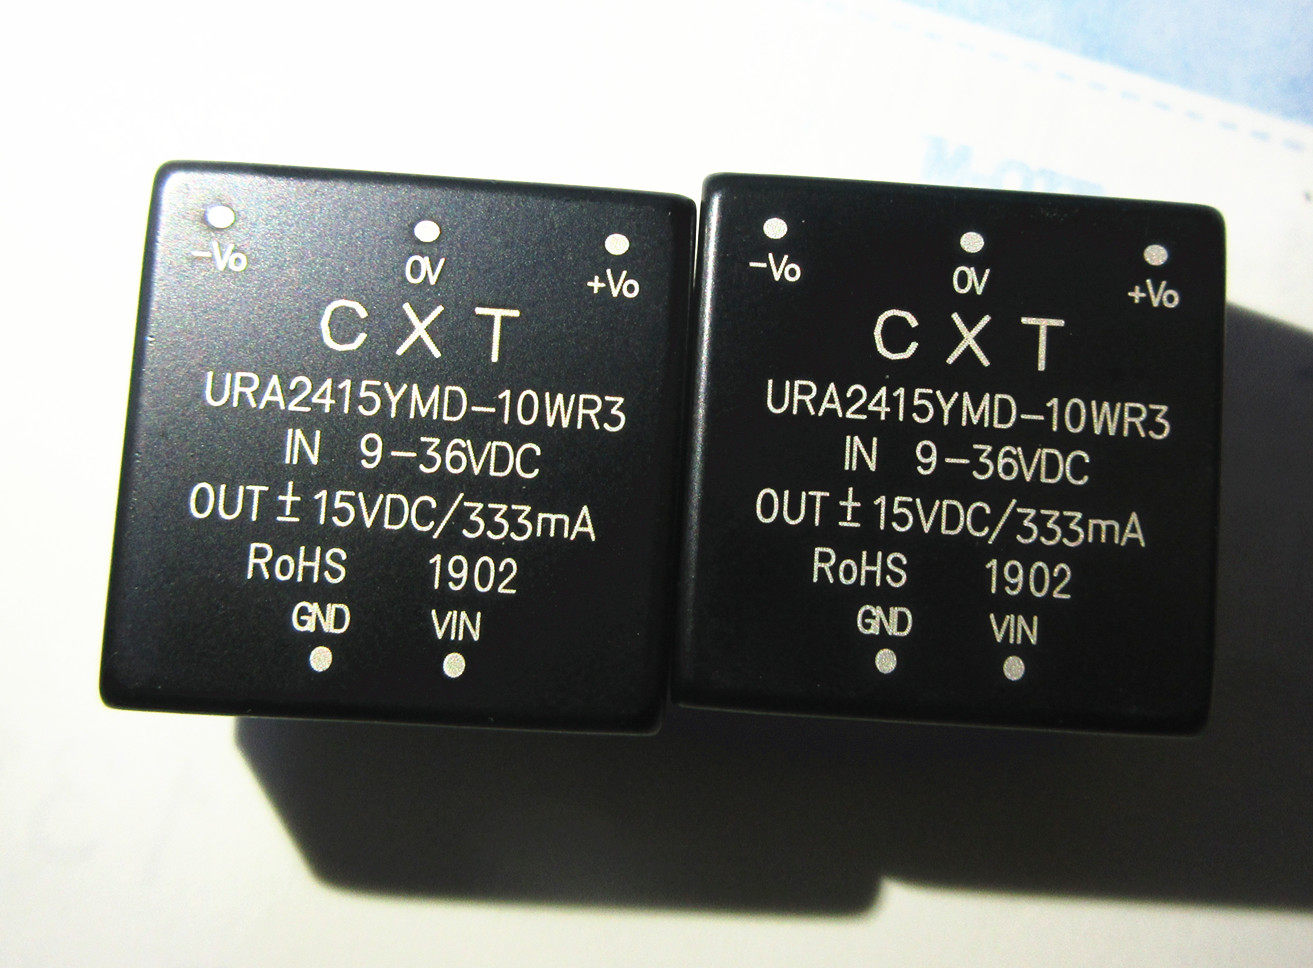 -Vo 0V +Vo
CXT
URA2415YMD-10WR3
IN 9-36VDC
OUT ± 15VDC/333mA
RoHS 1902
GND VIN
-Vo 0V +Vo
CXT
URA2415YMD-10WR3
IN 9-36VDC
OUT ± 15VDC/333mA
RoHS 1902
GND VIN